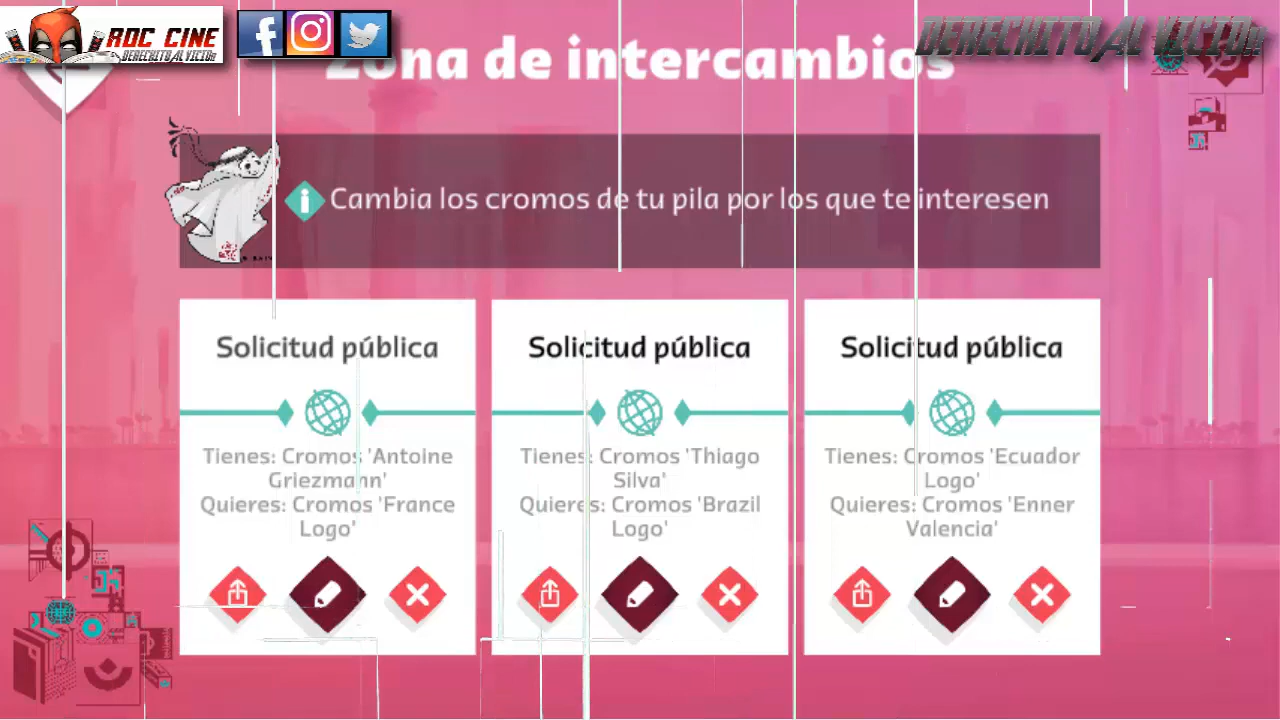 ROC CINE
DERECHITO AL VICIO
DERECHITO AL VICIO
Zona de intercambios
Cambia los cromos de tu pila por los que te interesen
Solicitud pública
Tienes: Cromos 'Antoine
Griezmann'
Quieres: Cromos 'France
Logo'
Solicitud pública
Tienes: Cromos 'Thiago
Silva'
Quieres: Cromos 'Brazil
Logo'
Solicitud pública
Tienes: Cromos 'Ecuador
Logo'
Quieres: Cromos 'Enner
Valencia'